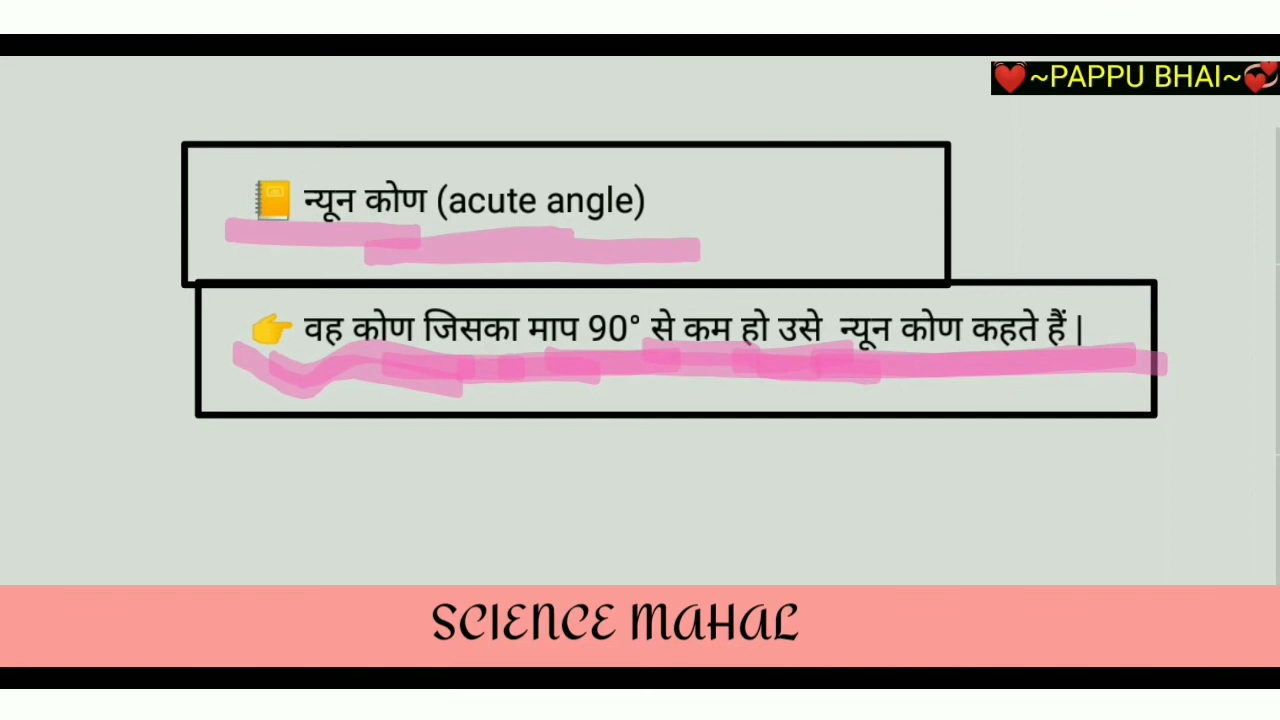 ❤️~PAPPU BHAI~💞
📒 न्यून कोण (acute angle)
👉 वह कोण जिसका माप 90° से कम हो उसे न्यून कोण कहते हैं |
SCIENCE MAHAL